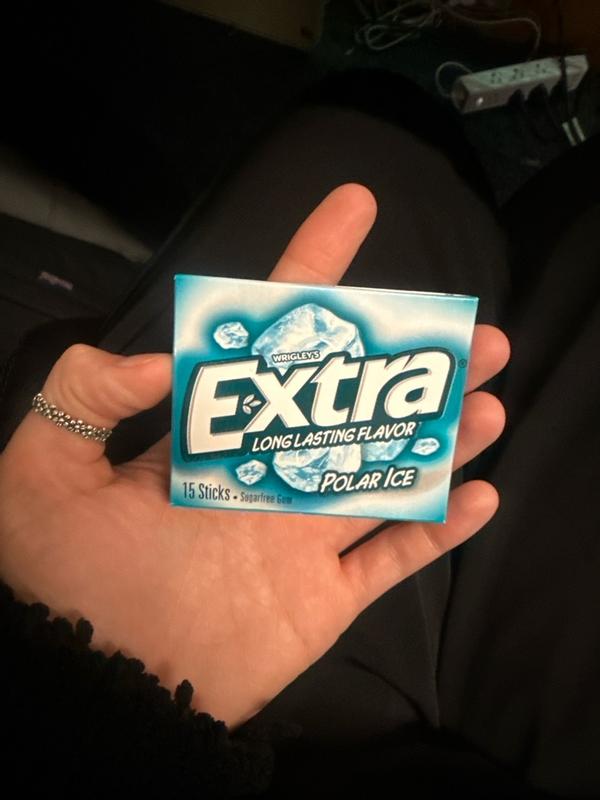 WRIGLEY'S
Extra®
LONG LASTING FLAVOR
POLAR ICE
15 Sticks • Sugarfree Gum